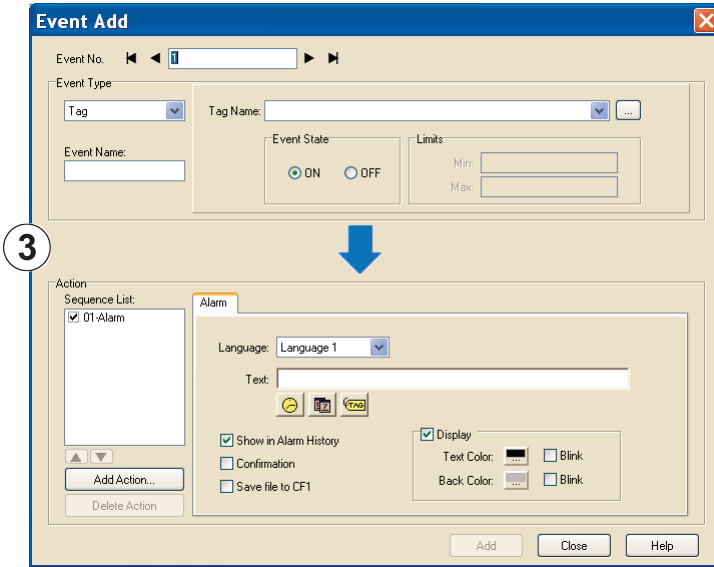 Event Add
Event No. 1
Event Type
Tag
Tag Name: ...
Event Name:
Event State
ON OFF
Limits
Min:
Max:
3
Action
Sequence List:
01-Alarm
Alarm
Language: Language 1
Text:
TAG
Show in Alarm History
Confirmation
Save file to CF1
Display
Text Color: ... Blink
Back Color: ... Blink
Add Action...
Delete Action
Add Close Help